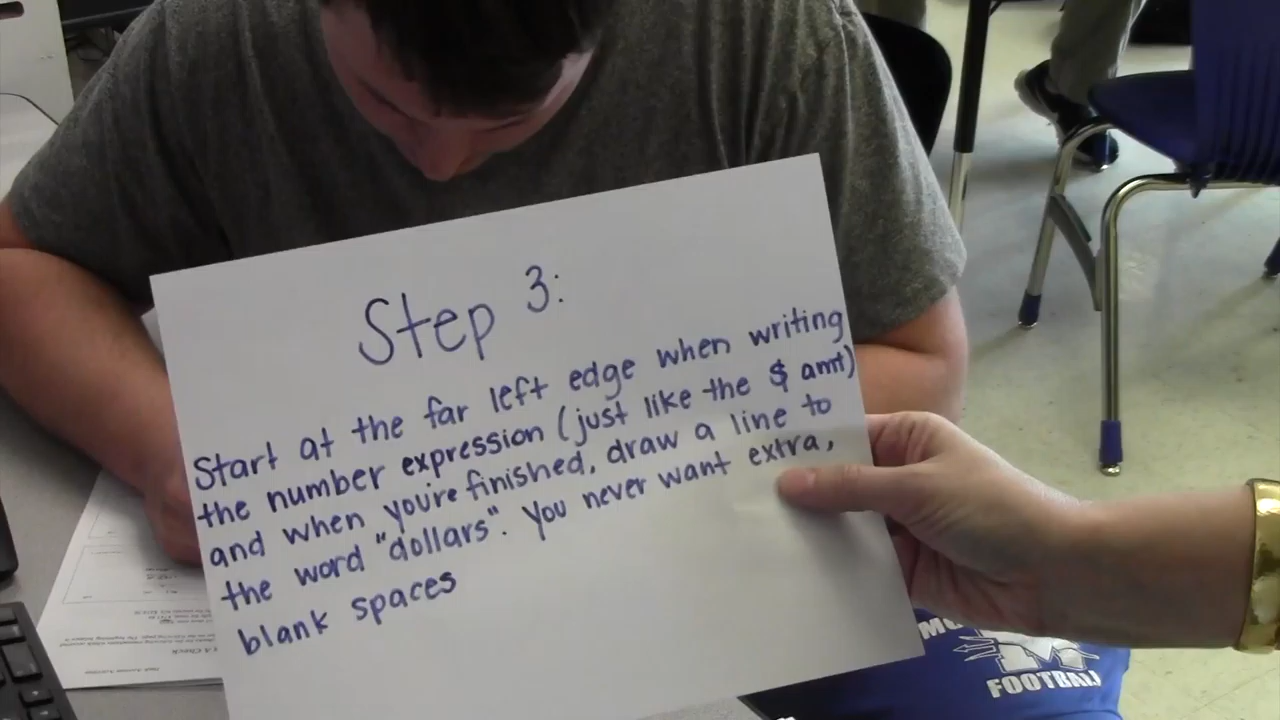 Step 3:
Start at the far left edge when writing
the number expression (just like the $ amt)
and when you're finished, draw a line to
the word "dollars". You never want extra,
blank spaces
FOOTBALL